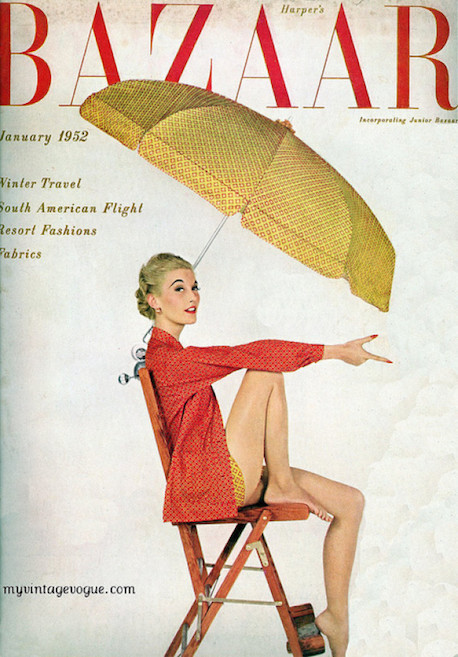 Harper's
BAZAAR
Incorporating Junior Bazaar
January 1952
Winter Travel
South American Flight
Resort Fashions
Fabrics
myvintagevogue.com